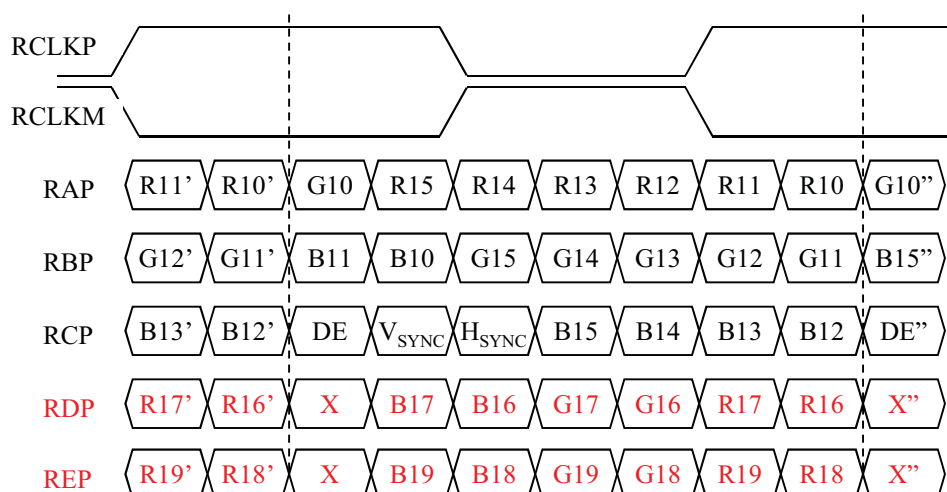 RCLKP
RCLKM
RAP R11’ R10’ G10 R15 R14 R13 R12 R11 R10 G10”
RBP G12’ G11’ B11 B10 G15 G14 G13 G12 G11 B15”
RCP B13’ B12’ DE VSYNC HSYNC B15 B14 B13 B12 DE”
RDP R17’ R16’ X B17 B16 G17 G16 R17 R16 X”
REP R19’ R18’ X B19 B18 G19 G18 R19 R18 X”